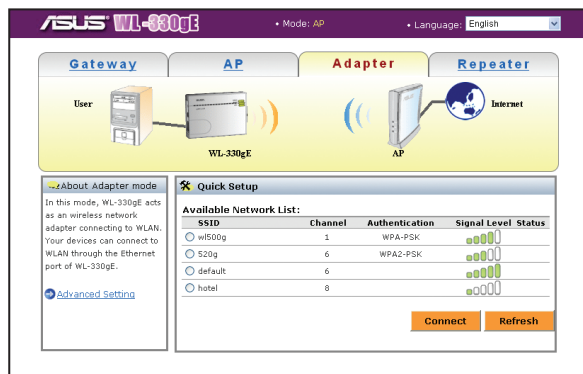 ASUS WL-330gE • Mode: AP • Language: English
Gateway AP Adapter Repeater
User WL-330gE AP Internet
About Adapter mode
In this mode, WL-330gE acts
as an wireless network
adapter connecting to WLAN.
Your devices can connect to
WLAN through the Ethernet
port of WL-330gE.
Advanced Setting
Quick Setup
Available Network List:
SSID Channel Authentication Signal Level Status
wl500g 1 WPA-PSK
520g 6 WPA2-PSK
default 6
hotel 8
Connect Refresh